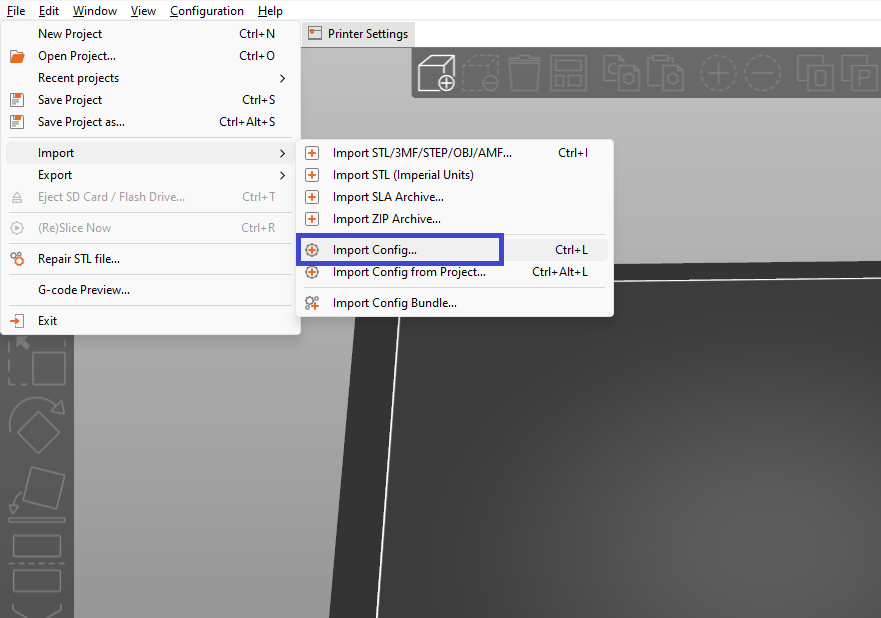 File Edit Window View Configuration Help
New Project Ctrl+N
Printer Settings
Open Project... Ctrl+O
Recent projects
Save Project Ctrl+S
Save Project as... Ctrl+Alt+S
Import
Export
Eject SD Card / Flash Drive... Ctrl+T
(Re)Slice Now Ctrl+R
Repair STL file...
G-code Preview...
Exit
Import STL/3MF/STEP/OBJ/AMF... Ctrl+I
Import STL (Imperial Units)
Import SLA Archive...
Import ZIP Archive...
Import Config... Ctrl+L
Import Config from Project... Ctrl+Alt+L
Import Config Bundle...